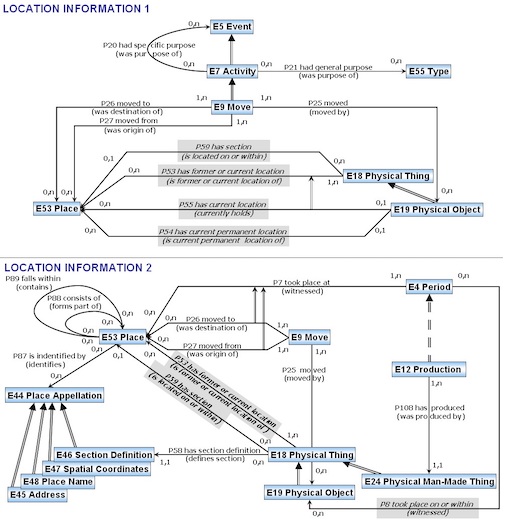 LOCATION INFORMATION 1
0,n
E5 Event
P20 had specific purpose
(was purpose of)
0,n
E7 Activity
0,n
P21 had general purpose
(was purpose of)
0,n
E55 Type
P26 moved to
(was destination of)
1,n
E9 Move
1,n
P25 moved
(moved by)
P27 moved from
(was origin of)
1,n
1,n
0,n
0,n
P59 has section
(is located on or within)
0,1
0,n
P53 has former or current location
(is former or current location of)
0,n
1,n
E18 Physical Thing
E53 Place
P55 has current location
(currently holds)
0,n
0,1
0,1
E19 Physical Object
P54 has current permanent location
(is current permanent location of)
0,n
0,1
LOCATION INFORMATION 2
P89 falls within
(contains)
P88 consists of
(forms part of)
0,n
0,n
0,n
0,n
P7 took place at
(witnessed)
1,n
0,n
E4 Period
P26 moved to
(was destination of)
1,n
E53 Place
E9 Move
P27 moved from
(was origin of)
1,n
0,n
P87 is indentified by
(identifies)
0,n
0,1
P53 has former or current location
(is former or current location of)
P59 has section
(is located on or within)
P25 moved
(moved by)
E12 Production
1,n
P108 has produced
(was produced by)
0,n
E44 Place Appellation
E46 Section Definition
P58 has section definition
(defines section)
1,1
0,n
1,n
E18 Physical Thing
1,1
E47 Spatial Coordinates
E48 Place Name
E45 Address
E24 Physical Man-Made Thing
E19 Physical Object
0,n
P8 took place on or within
(witnessed)